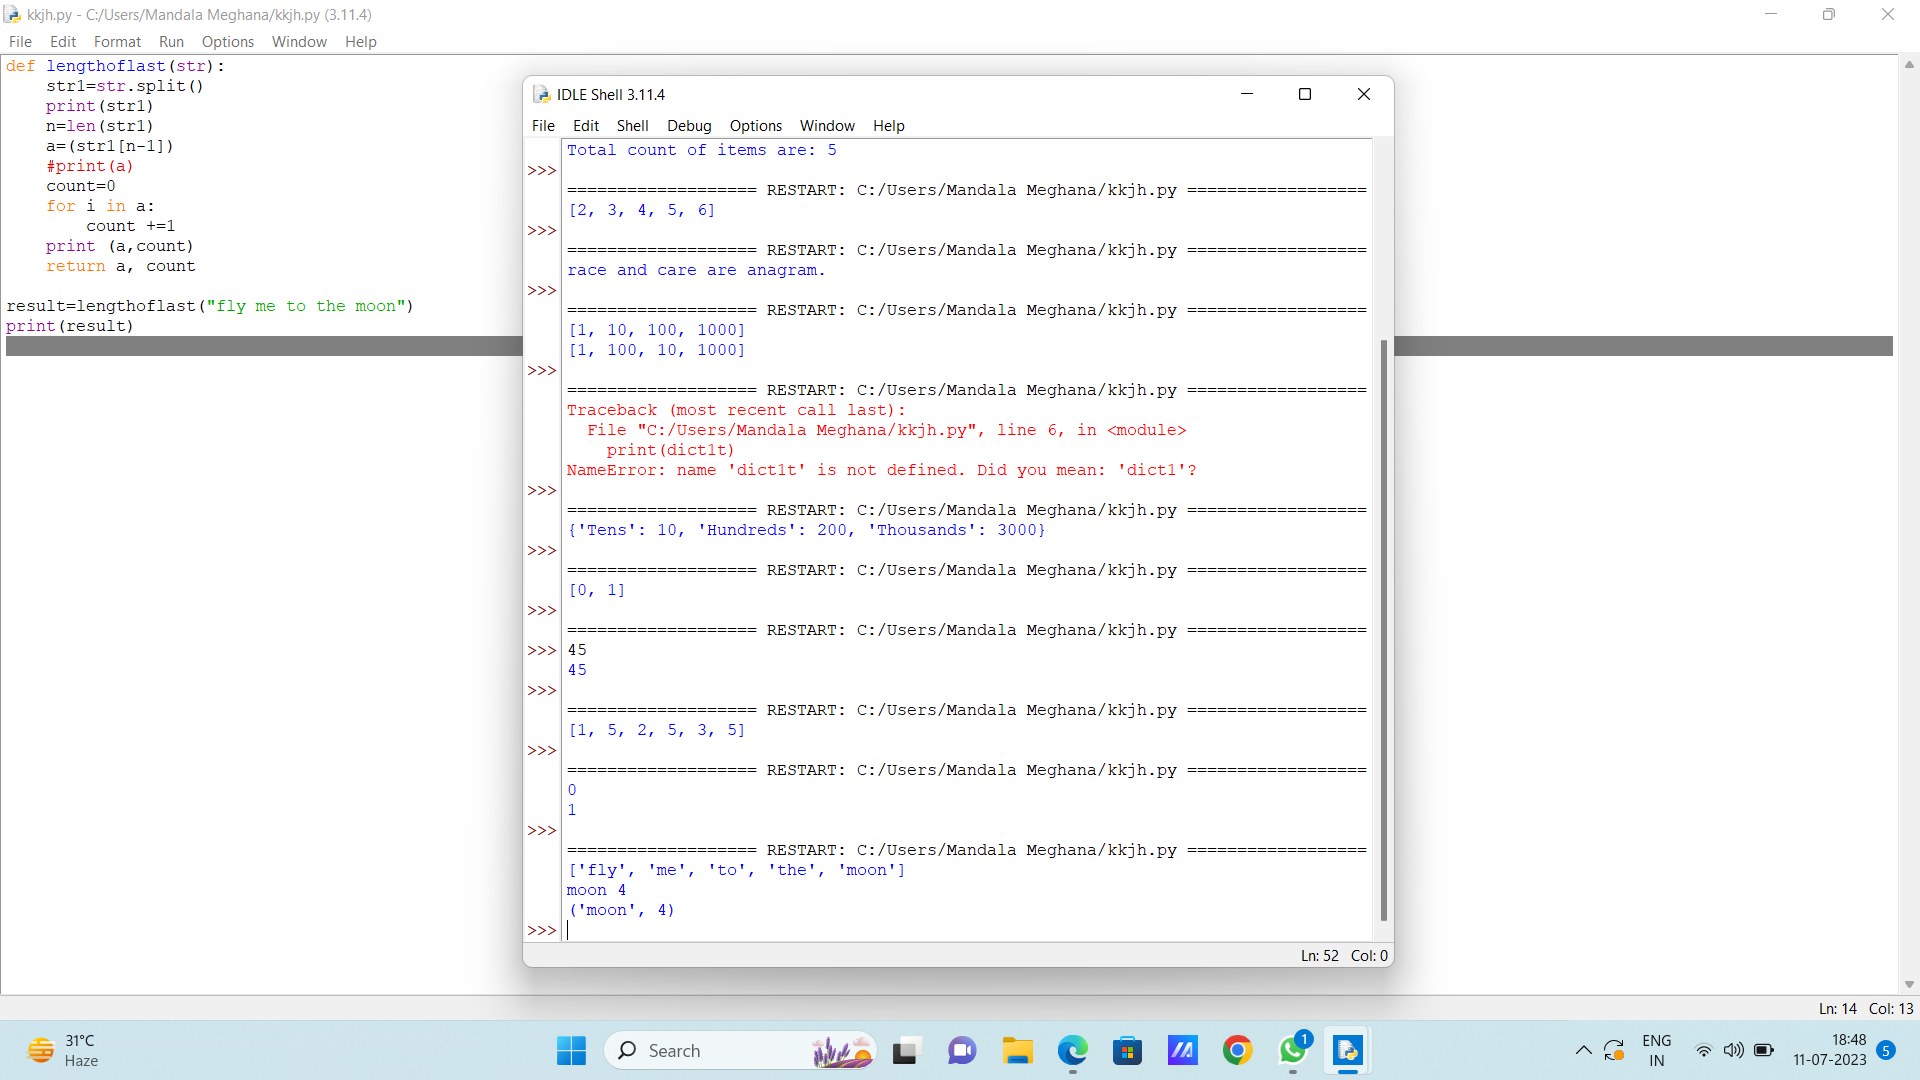 kkjh.py - C:/Users/Mandala Meghana/kkjh.py (3.11.4)
File Edit Format Run Options Window Help
def lengthoflast(str):
    str1=str.split()
    print(str1)
    n=len(str1)
    a=(str1[n-1])
    #print(a)
    count=0
    for i in a:
        count +=1
    print (a,count)
    return a, count
result=lengthoflast("fly me to the moon")
print(result)
IDLE Shell 3.11.4
File Edit Shell Debug Options Window Help
Total count of items are: 5
>>>
=================== RESTART: C:/Users/Mandala Meghana/kkjh.py ==================
[2, 3, 4, 5, 6]
>>>
=================== RESTART: C:/Users/Mandala Meghana/kkjh.py ==================
race and care are anagram.
>>>
=================== RESTART: C:/Users/Mandala Meghana/kkjh.py ==================
[1, 10, 100, 1000]
[1, 100, 10, 1000]
>>>
=================== RESTART: C:/Users/Mandala Meghana/kkjh.py ==================
Traceback (most recent call last):
  File "C:/Users/Mandala Meghana/kkjh.py", line 6, in <module>
    print(dict1t)
NameError: name 'dict1t' is not defined. Did you mean: 'dict1'?
>>>
=================== RESTART: C:/Users/Mandala Meghana/kkjh.py ==================
{'Tens': 10, 'Hundreds': 200, 'Thousands': 3000}
>>>
=================== RESTART: C:/Users/Mandala Meghana/kkjh.py ==================
[0, 1]
>>>
=================== RESTART: C:/Users/Mandala Meghana/kkjh.py ==================
>>> 45
45
>>>
=================== RESTART: C:/Users/Mandala Meghana/kkjh.py ==================
[1, 5, 2, 5, 3, 5]
>>>
=================== RESTART: C:/Users/Mandala Meghana/kkjh.py ==================
0
1
>>>
=================== RESTART: C:/Users/Mandala Meghana/kkjh.py ==================
['fly', 'me', 'to', 'the', 'moon']
moon 4
('moon', 4)
>>>
Ln: 52 Col: 0
Ln: 14 Col: 13
31°C
Haze
Search
1
ENG
IN
18:48
11-07-2023
5